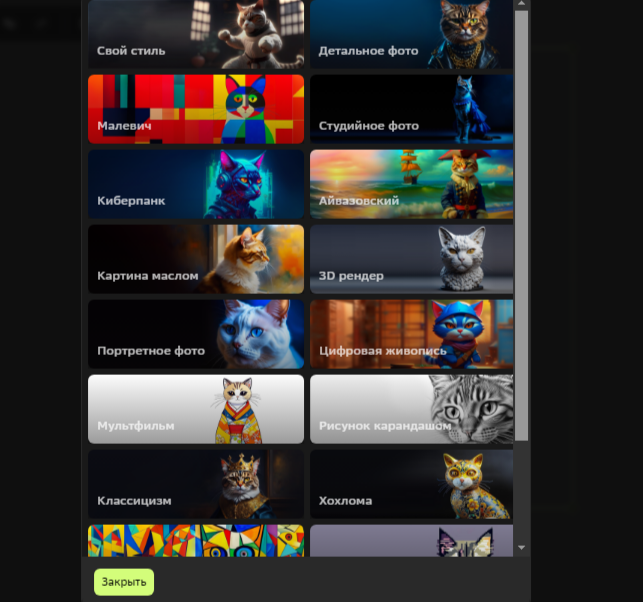 Свой стиль
Детальное фото
Малевич
Студийное фото
Киберпанк
Айвазовский
Картина маслом
3D рендер
Портретное фото
Цифровая живопись
Мультфильм
Рисунок карандашом
Классицизм
Хохлома
Закрыть